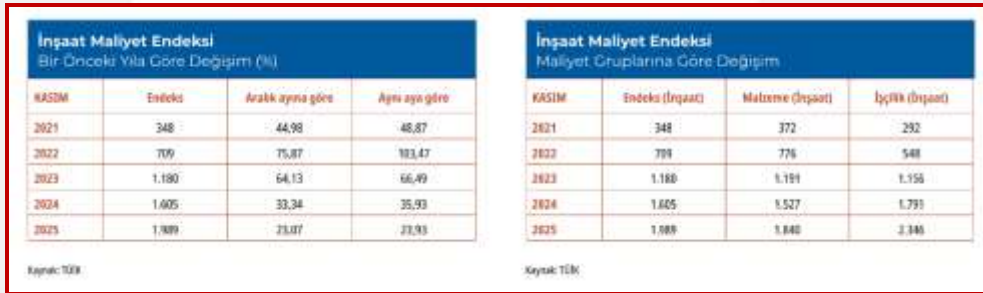 İnşaat Maliyet Endeksi
Bir Önceki Yıla Göre Değişim (%)
KASIM Endeks Aralık ayına göre Aynı aya göre
2021 348 44,98 48,87
2022 709 75,87 103,47
2023 1.180 64,13 66,49
2024 1.605 33,34 35,93
2025 1.989 23,07 23,93
Kaynak: TÜİK
İnşaat Maliyet Endeksi
Maliyet Gruplarına Göre Değişim
KASIM Endeks (İnşaat) Malzeme (İnşaat) İşçilik (İnşaat)
2021 348 372 292
2022 709 776 548
2023 1.180 1.191 1.156
2024 1.605 1.527 1.791
2025 1.989 1.840 2.346
Kaynak: TÜİK